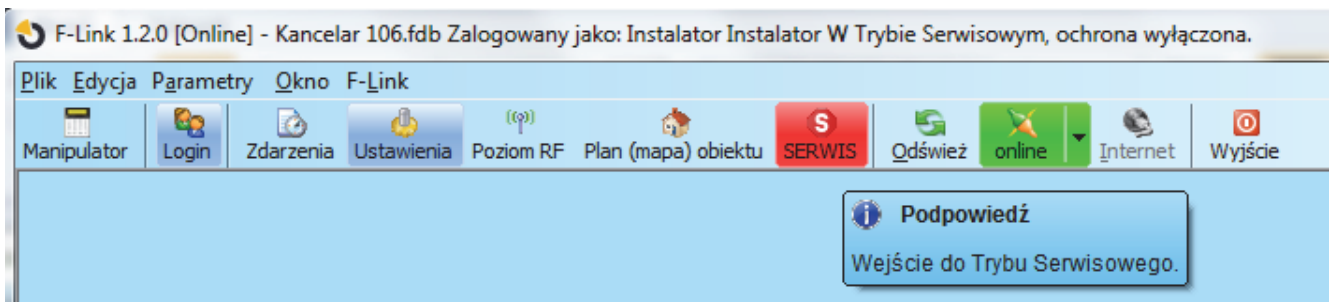 F-Link 1.2.0 [Online] - Kancelar 106.fdb Zalogowany jako: Instalator Instalator W Trybie Serwisowym, ochrona wyłączona.
Plik Edycja Parametry Okno F-Link
Manipulator Login Zdarzenia Ustawienia Poziom RF Plan (mapa) obiektu SERWIS Odśwież online Internet Wyjście
Podpowiedź
Wejście do Trybu Serwisowego.